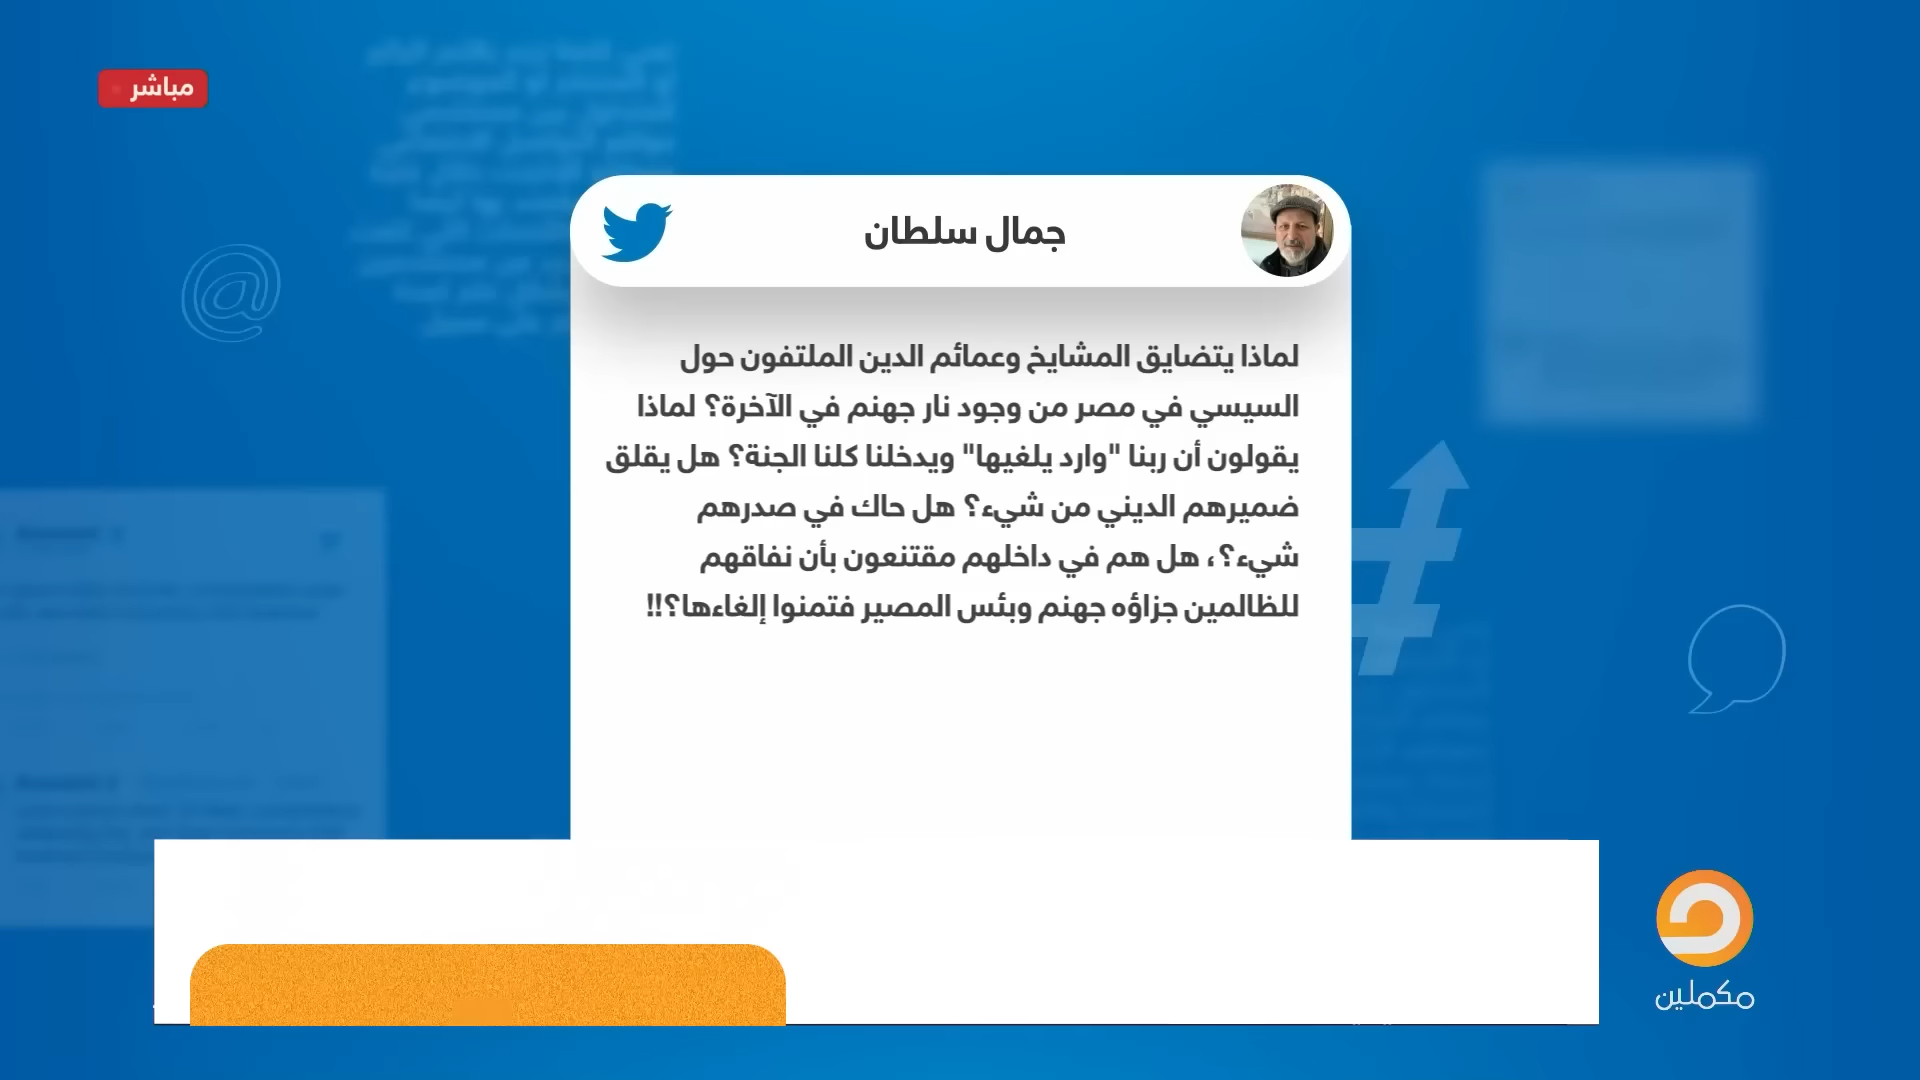 مباشر
جمال سلطان
لماذا يتضايق المشايخ وعمائم الدين الملتفون حول
السيسي في مصر من وجود نار جهنم في الآخرة؟ لماذا
يقولون أن ربنا "وارد يلغيها" ويدخلنا كلنا الجنة؟ هل يقلق
ضميرهم الديني من شيء؟ هل حاك في صدرهم
شيء؟، هل هم في داخلهم مقتنعون بأن نفاقهم
للظالمين جزاؤه جهنم وبئس المصير فتمنوا إلغاءها؟!!
مكملين